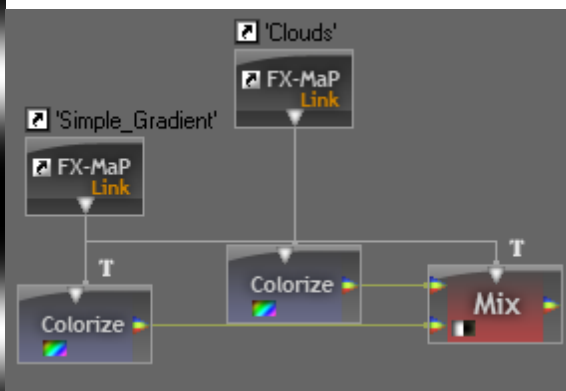 'Clouds'
FX-MaP
Link
'Simple_Gradient'
FX-MaP
Link
T
T
Colorize
Mix
Colorize